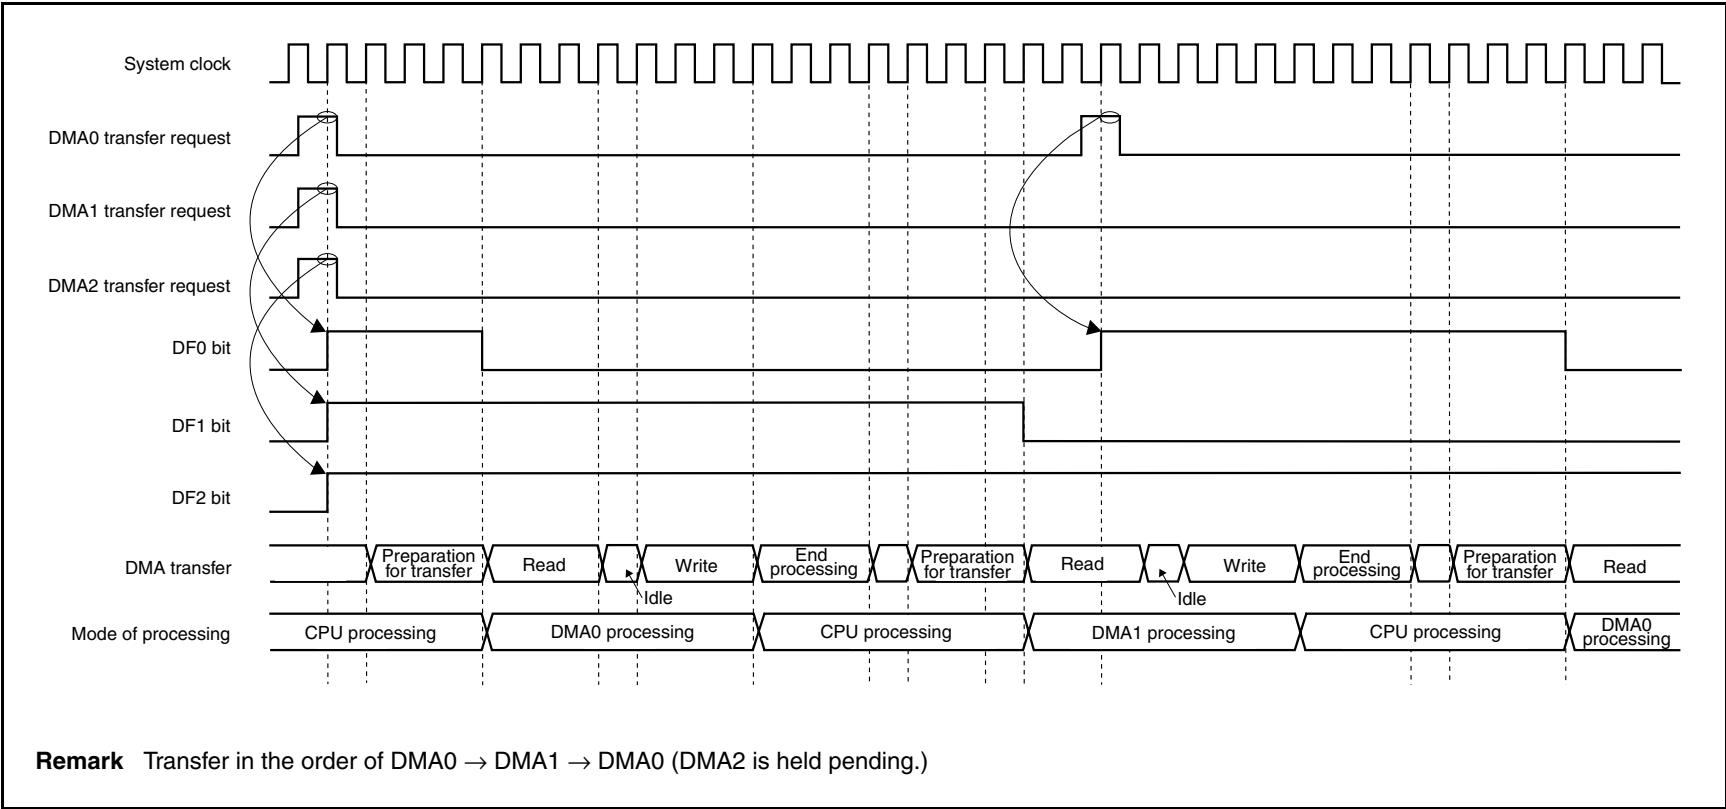 System clock
DMA0 transfer request
DMA1 transfer request
DMA2 transfer request
DF0 bit
DF1 bit
DF2 bit
DMA transfer
Preparation
for transfer
Read
Idle
Write
End
processing
Preparation
for transfer
Read
Idle
Write
End
processing
Preparation
for transfer
Read
Mode of processing
CPU processing
DMA0 processing
CPU processing
DMA1 processing
CPU processing
DMA0
processing
Remark Transfer in the order of DMA0 → DMA1 → DMA0 (DMA2 is held pending.)